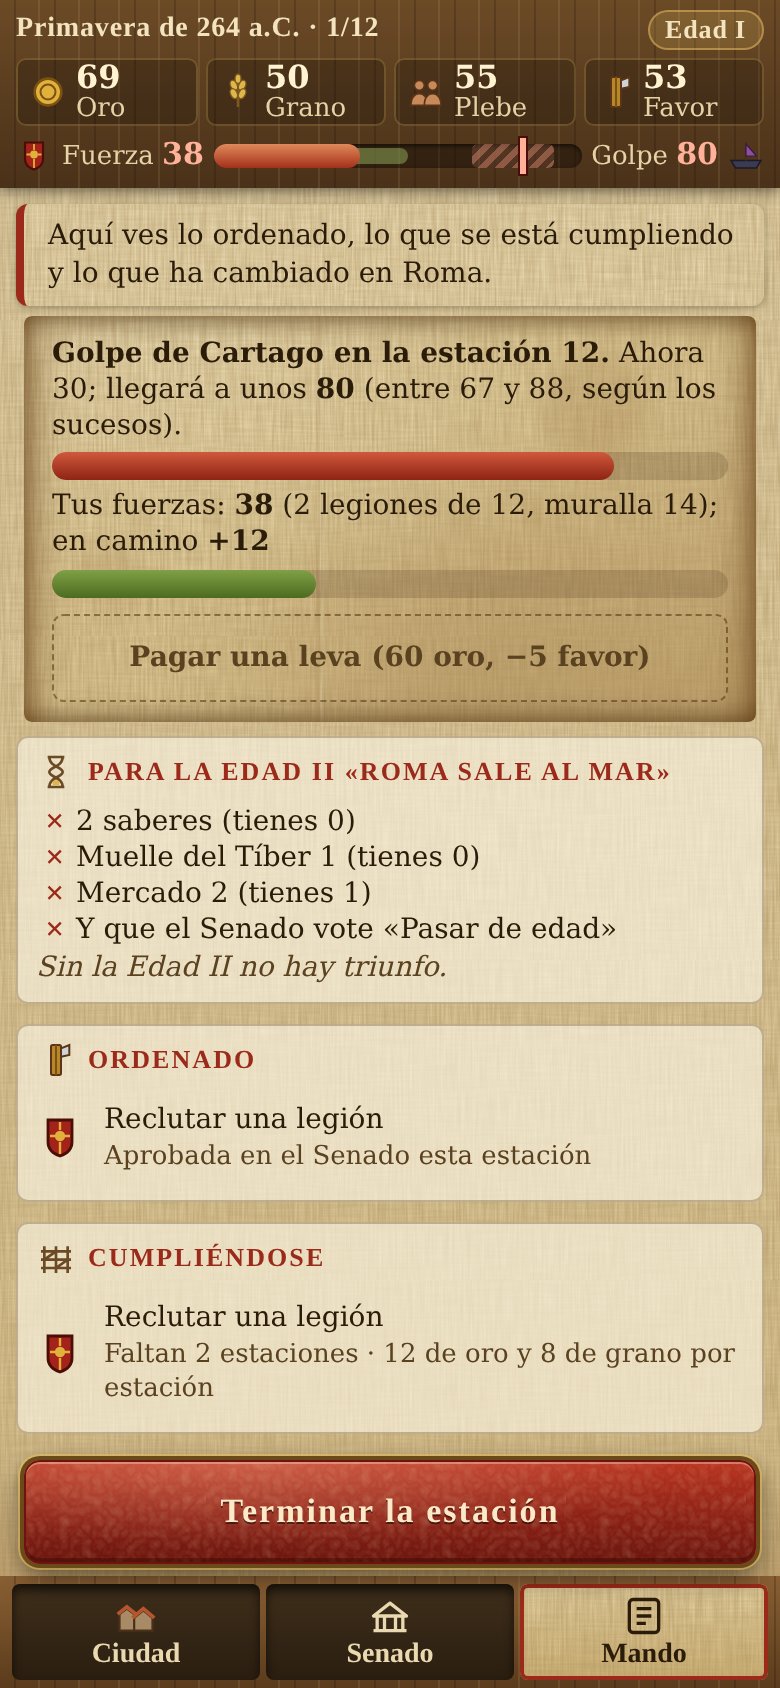 Primavera de 264 a.C. · 1/12
Edad I
69
Oro
50
Grano
55
Plebe
53
Favor
Fuerza 38
Golpe 80
Aquí ves lo ordenado, lo que se está cumpliendo
y lo que ha cambiado en Roma.
Golpe de Cartago en la estación 12. Ahora
30; llegará a unos 80 (entre 67 y 88, según los
sucesos).
Tus fuerzas: 38 (2 legiones de 12, muralla 14);
en camino +12
Pagar una leva (60 oro, −5 favor)
PARA LA EDAD II «ROMA SALE AL MAR»
✕ 2 saberes (tienes 0)
✕ Muelle del Tíber 1 (tienes 0)
✕ Mercado 2 (tienes 1)
✕ Y que el Senado vote «Pasar de edad»
Sin la Edad II no hay triunfo.
ORDENADO
Reclutar una legión
Aprobada en el Senado esta estación
CUMPLIÉNDOSE
Reclutar una legión
Faltan 2 estaciones · 12 de oro y 8 de grano por
estación
Terminar la estación
Ciudad
Senado
Mando